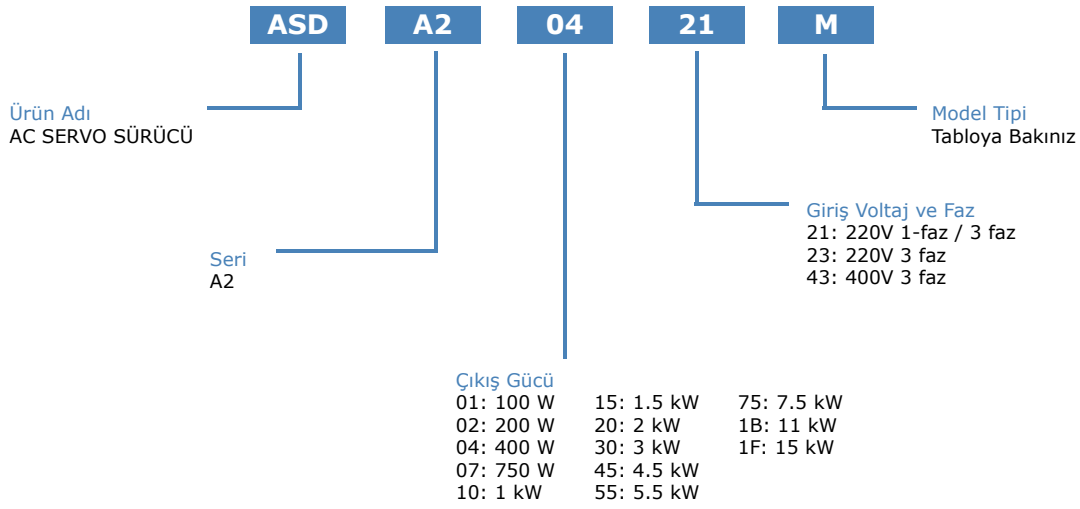 ASD A2 04 21 M
Ürün Adı
AC SERVO SÜRÜCÜ
Model Tipi
Tabloya Bakınız
Giriş Voltaj ve Faz
21: 220V 1-faz / 3 faz
23: 220V 3 faz
43: 400V 3 faz
Seri
A2
Çıkış Gücü
01: 100 W 15: 1.5 kW 75: 7.5 kW
02: 200 W 20: 2 kW 1B: 11 kW
04: 400 W 30: 3 kW 1F: 15 kW
07: 750 W 45: 4.5 kW
10: 1 kW 55: 5.5 kW